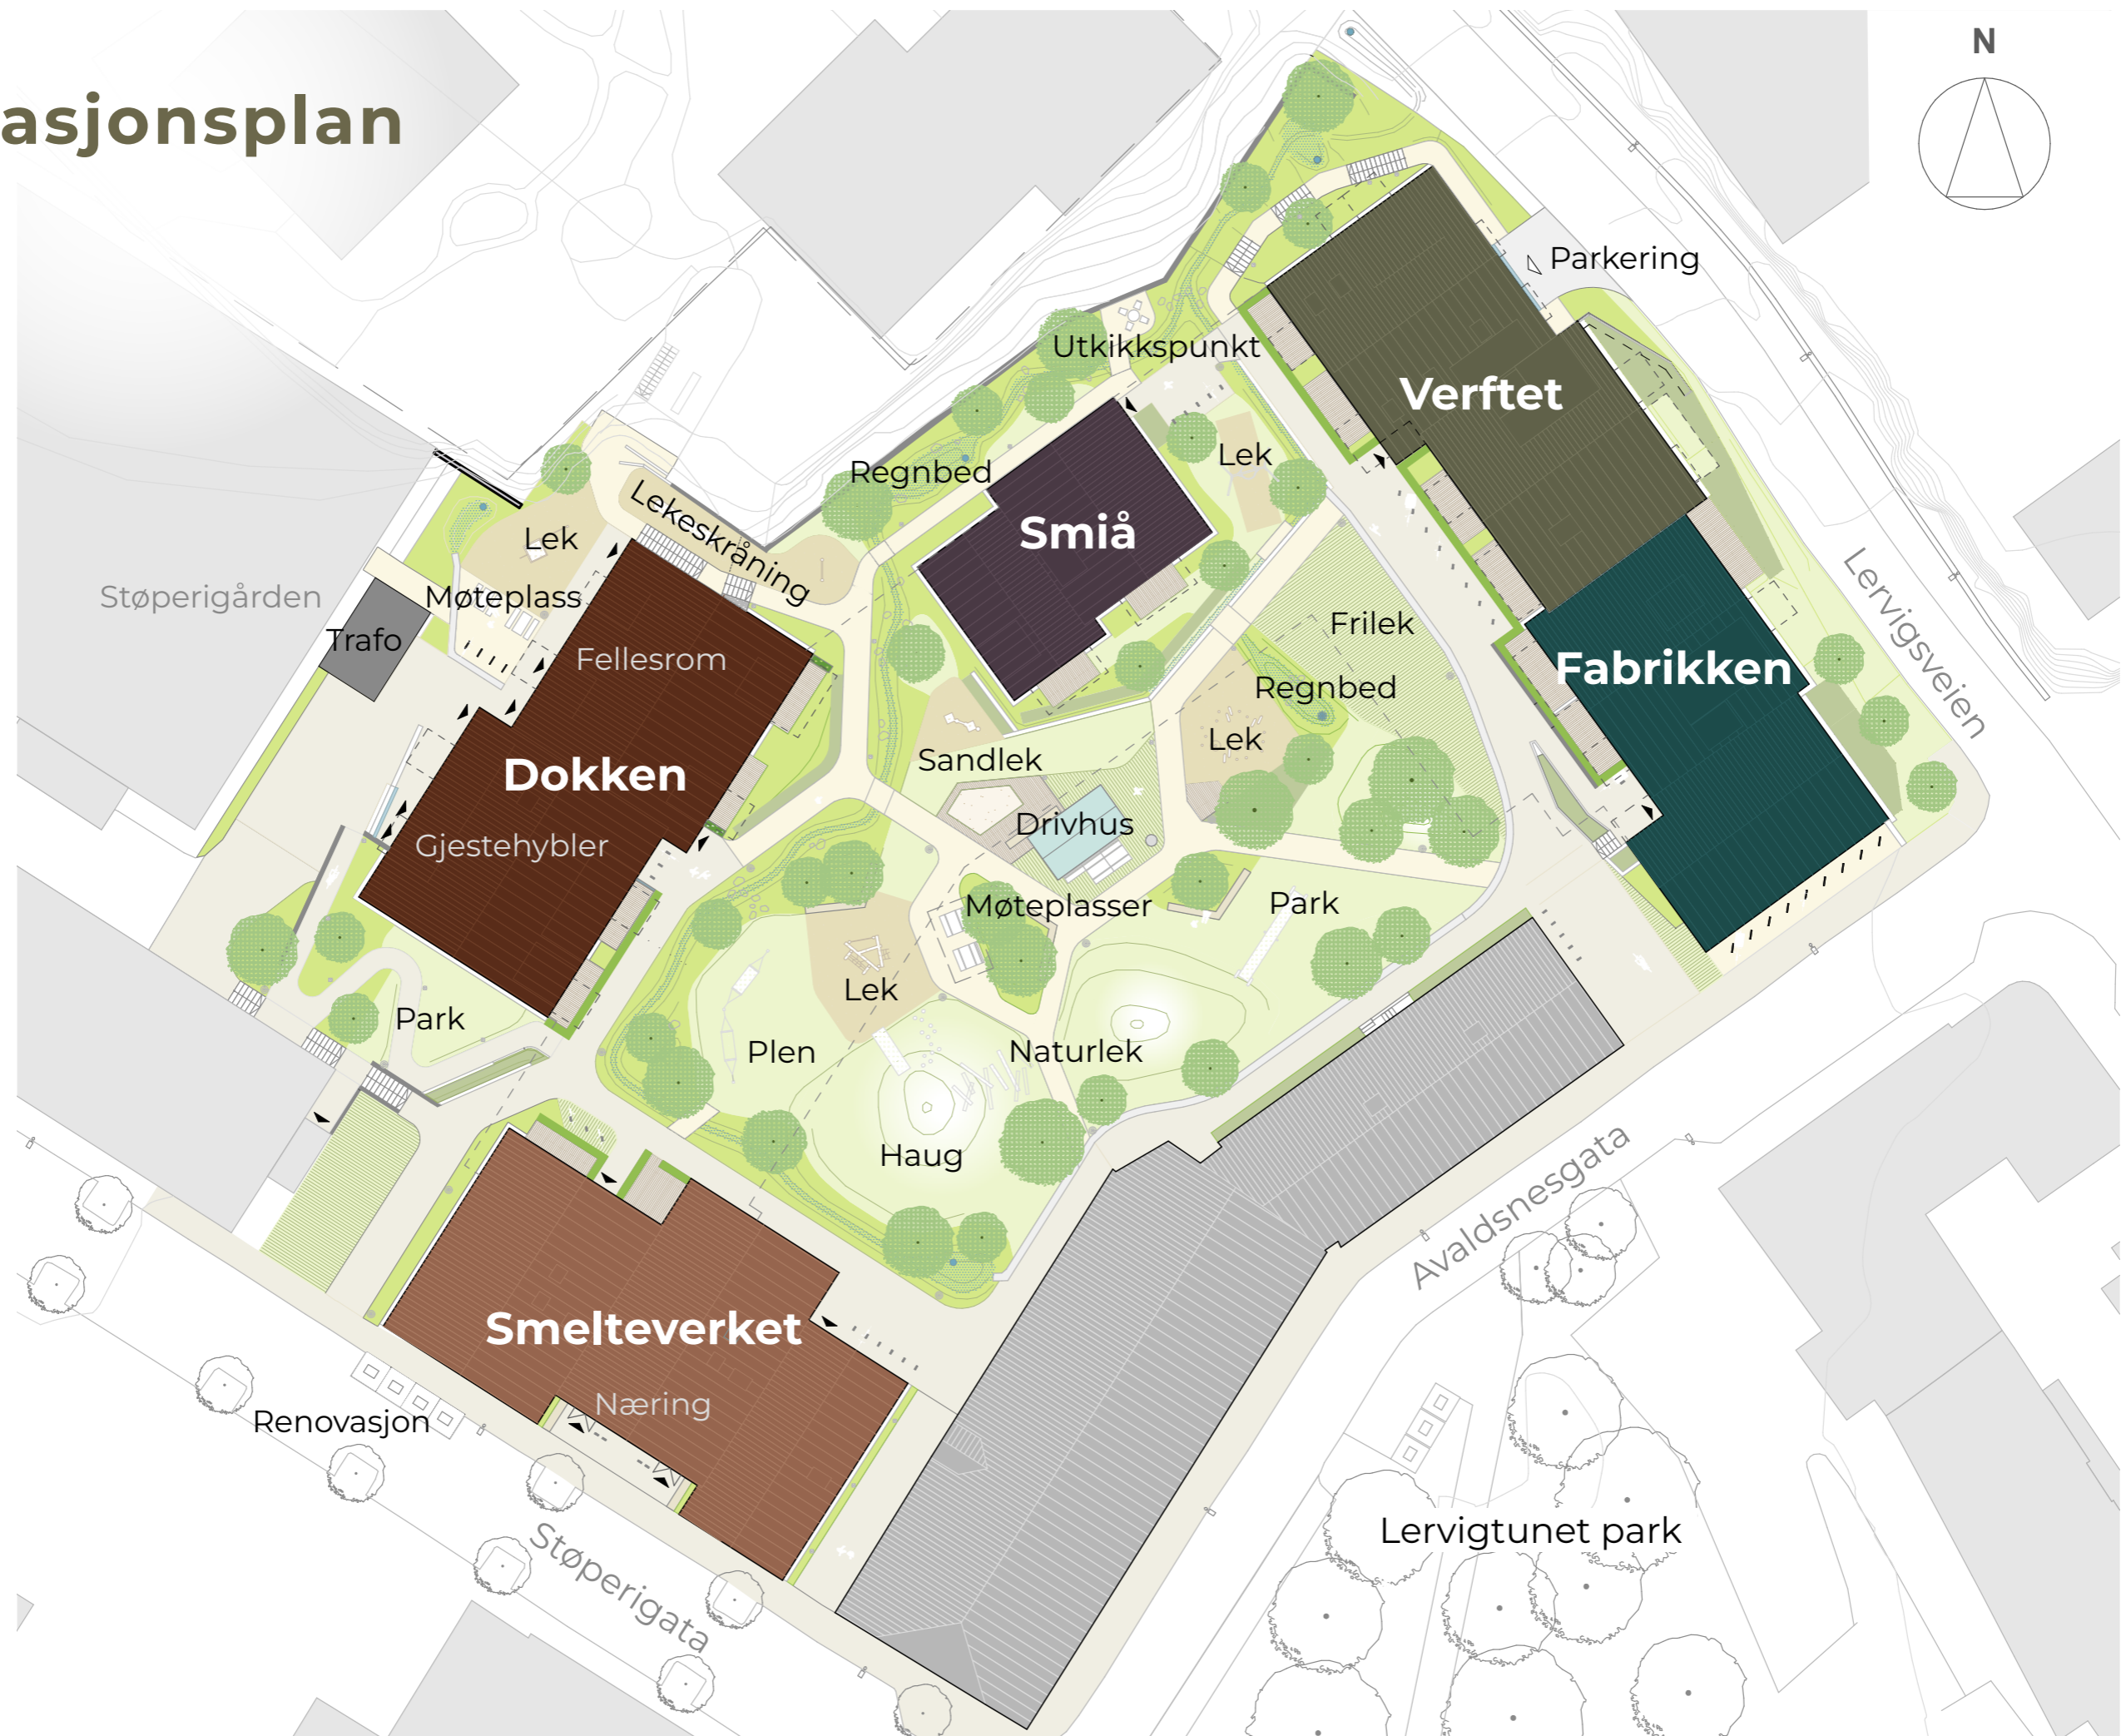 asjonsplan
N
Parkering
Utkikkspunkt
Verftet
Lek
Regnbed
Lekeskråning
Smiå
Lek
Støperigården
Møteplass
Trafo
Fellesrom
Frilek
Regnbed
Fabrikken
Lervigsveien
Lek
Sandlek
Dokken
Drivhus
Gjestehybler
Møteplasser
Park
Lek
Park
Plen
Naturlek
Haug
Avaldsnesgata
Smelteverket
Næring
Renovasjon
Støperigata
Lervigtunet park